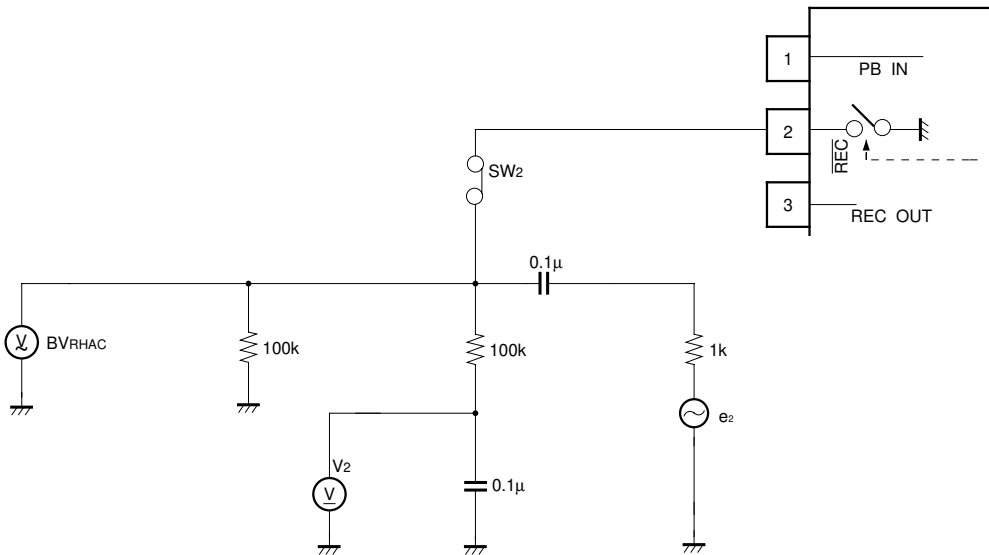 1
PB IN
2
REC
SW2
3
REC OUT
0.1μ
BVRHAC
V
100k
100k
1k
e2
V2
V
0.1μ